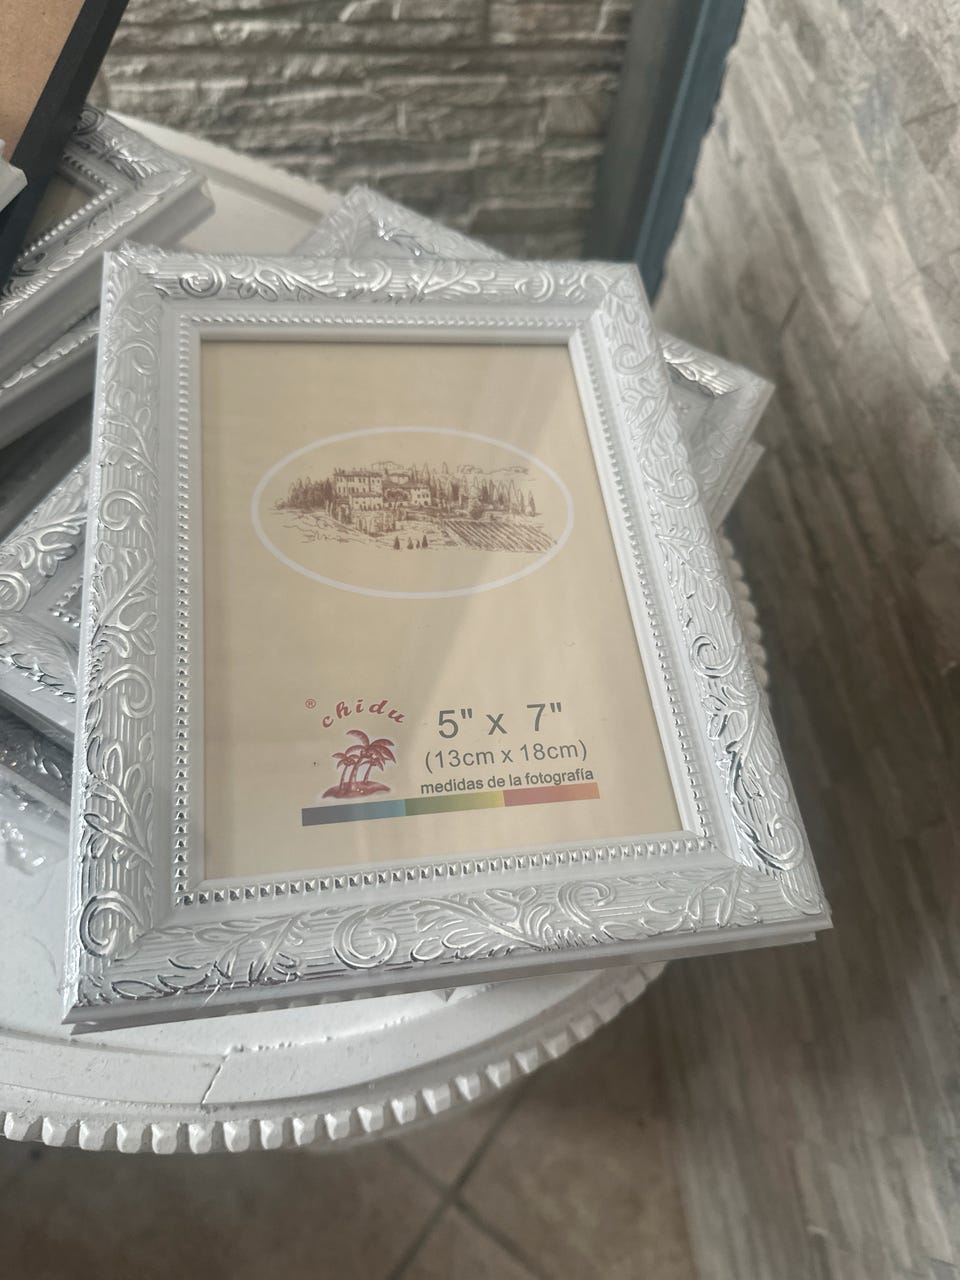 ® chidu
5" x 7"
(13cm x 18cm)
medidas de la fotografía